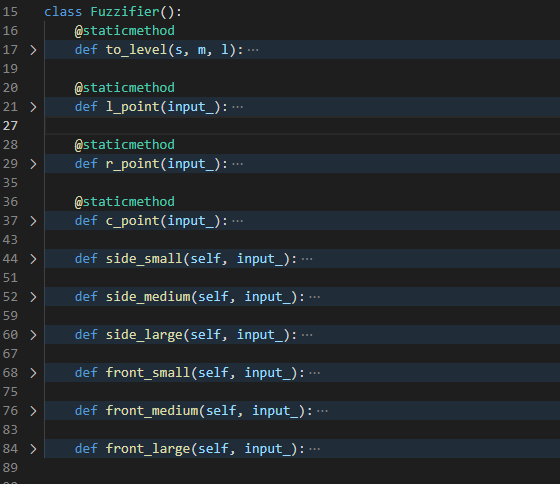 15 class Fuzzifier():
16     @staticmethod
17 >     def to_level(s, m, l): ···
19
20     @staticmethod
21 >     def l_point(input_): ···
27
28     @staticmethod
29 >     def r_point(input_): ···
35
36     @staticmethod
37 >     def c_point(input_): ···
43
44 >     def side_small(self, input_): ···
51
52 >     def side_medium(self, input_): ···
59
60 >     def side_large(self, input_): ···
67
68 >     def front_small(self, input_): ···
75
76 >     def front_medium(self, input_): ···
83
84 >     def front_large(self, input_): ···
89